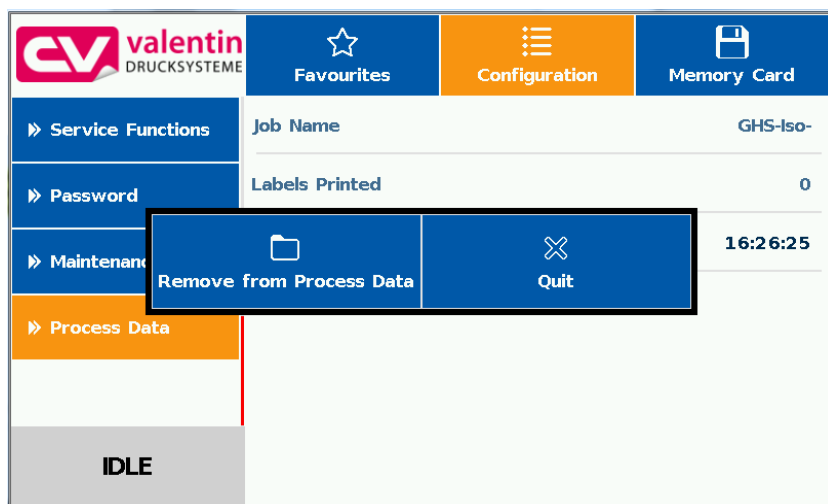 valentin
DRUCKSYSTEME
Favourites
Configuration
Memory Card
Service Functions
Job Name
GHS-Iso-
Password
Labels Printed
0
Maintenanc
16:26:25
Remove from Process Data
Quit
Process Data
IDLE